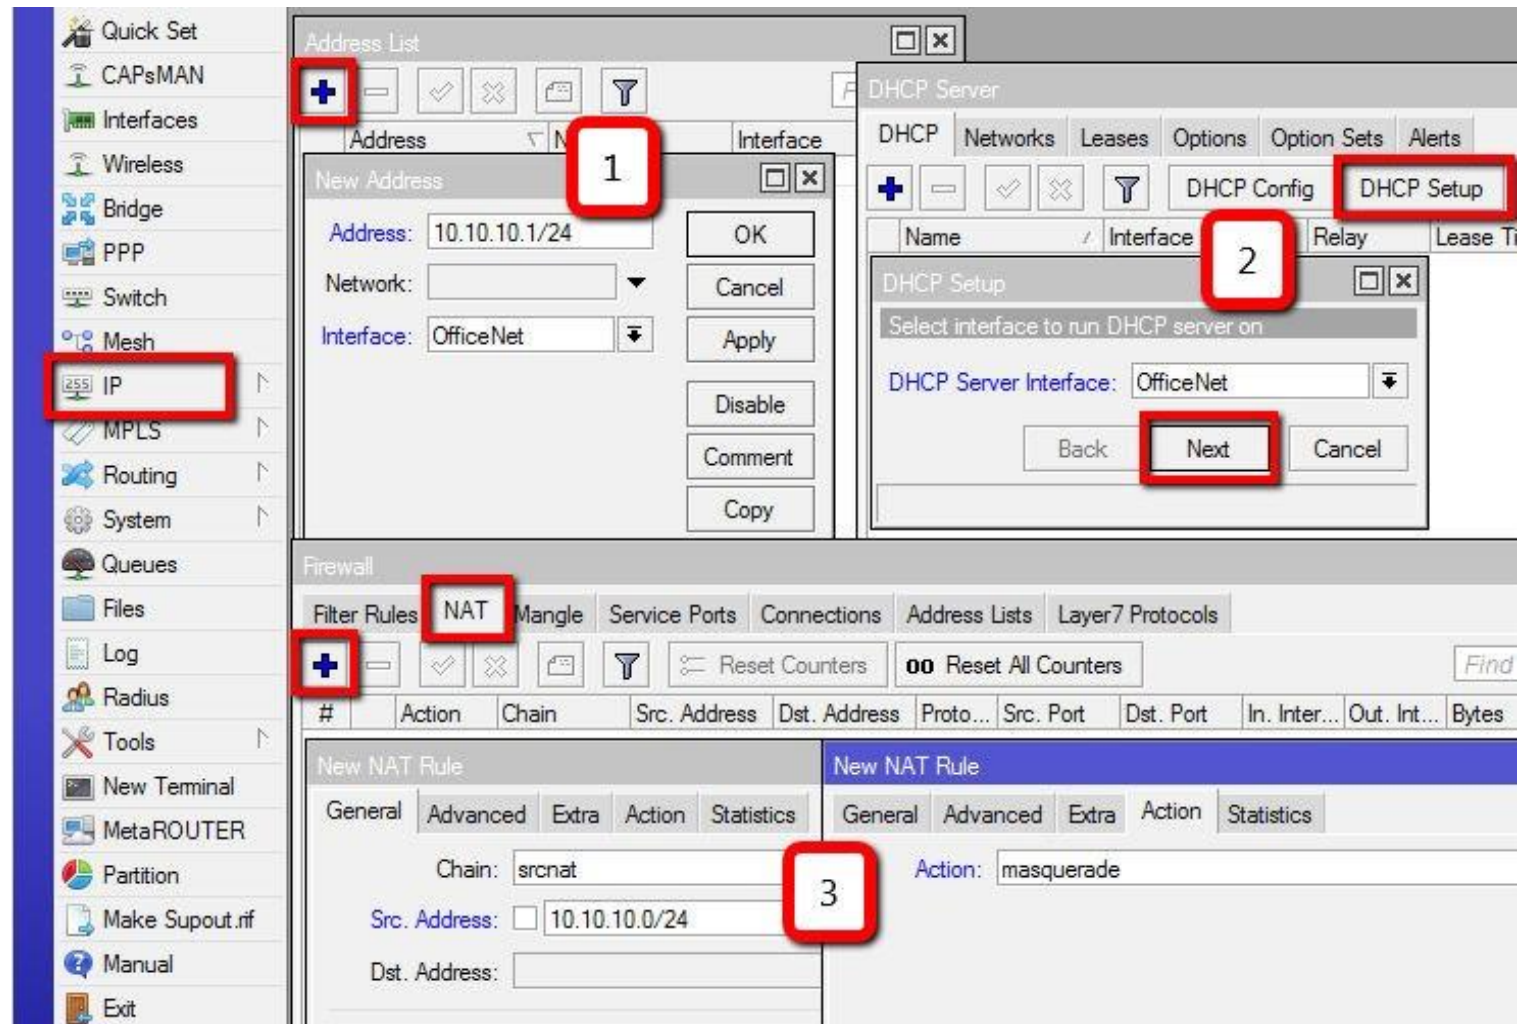 Quick Set
CAPsMAN
Interfaces
Wireless
Bridge
PPP
Switch
Mesh
255 IP
MPLS
Routing
System
Queues
Files
Log
Radius
Tools
New Terminal
MetaROUTER
Partition
Make Supout.rif
Manual
Exit
Address List
Address
Interface
1
New Address
Address: 10.10.10.1/24
Network:
Interface: OfficeNet
OK
Cancel
Apply
Disable
Comment
Copy
DHCP Server
DHCP Networks Leases Options Option Sets Alerts
DHCP Config DHCP Setup
Name Interface Relay Lease Ti
2
DHCP Setup
Select interface to run DHCP server on
DHCP Server Interface: OfficeNet
Back Next Cancel
Firewall
Filter Rules NAT Mangle Service Ports Connections Address Lists Layer7 Protocols
Reset Counters 00 Reset All Counters Find
# Action Chain Src. Address Dst. Address Proto... Src. Port Dst. Port In. Inter... Out. Int... Bytes
New NAT Rule
General Advanced Extra Action Statistics
Chain: srcnat
Src. Address: 10.10.10.0/24
Dst. Address:
3
New NAT Rule
General Advanced Extra Action Statistics
Action: masquerade